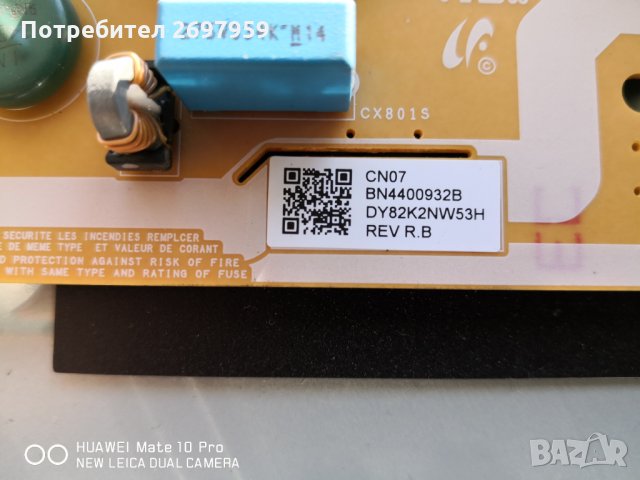 Потребител 2697959
CX801S
CN07
BN4400932B
DY82K2NW53H
REV R.B
SECURITE LES INCENDIES REMPLCER
DE MEME TYPE ET VALEUR DE CORANT
PROTECTION AGAINST RISK OF FIRE
WITH SAME TYPE AND RATING OF FUSE
HUAWEI Mate 10 Pro
NEW LEICA DUAL CAMERA
BAZAR